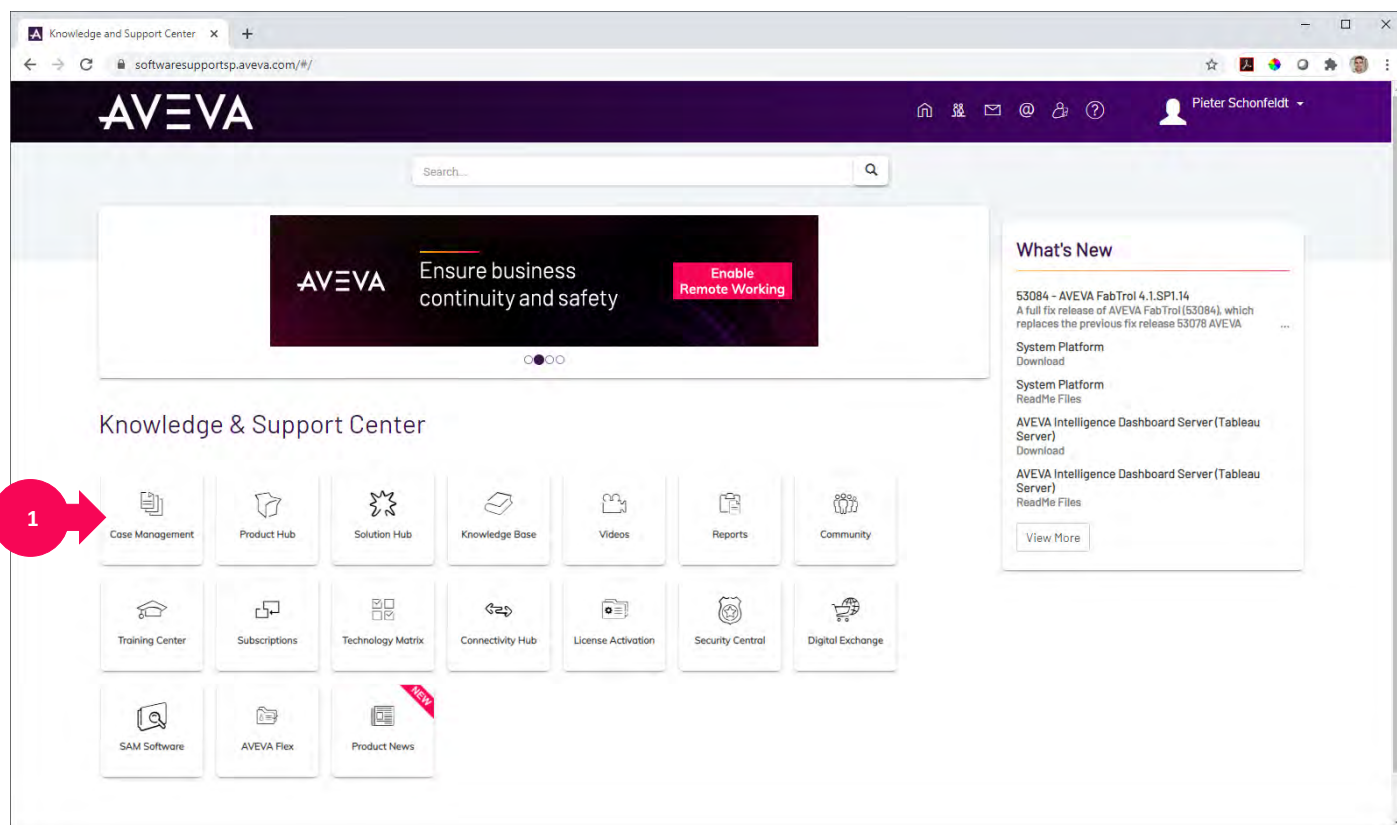 Knowledge and Support Center
softwaresupportsp.aveva.com/#/
AVEVA
Pieter Schonfeldt
Search...
AVEVA
Ensure business
continuity and safety
Enable
Remote Working
What's New
53084 - AVEVA FabTrol 4.1.SP1.14
A full fix release of AVEVA FabTrol (53084), which
replaces the previous fix release 53078 AVEVA ...
System Platform
Download
System Platform
ReadMe Files
AVEVA Intelligence Dashboard Server (Tableau
Server)
Download
AVEVA Intelligence Dashboard Server (Tableau
Server)
ReadMe Files
View More
Knowledge & Support Center
1
Case Management
Product Hub
Solution Hub
Knowledge Base
Videos
Reports
Community
Training Center
Subscriptions
Technology Matrix
Connectivity Hub
License Activation
Security Central
Digital Exchange
SAM Software
AVEVA Flex
NEW
Product News